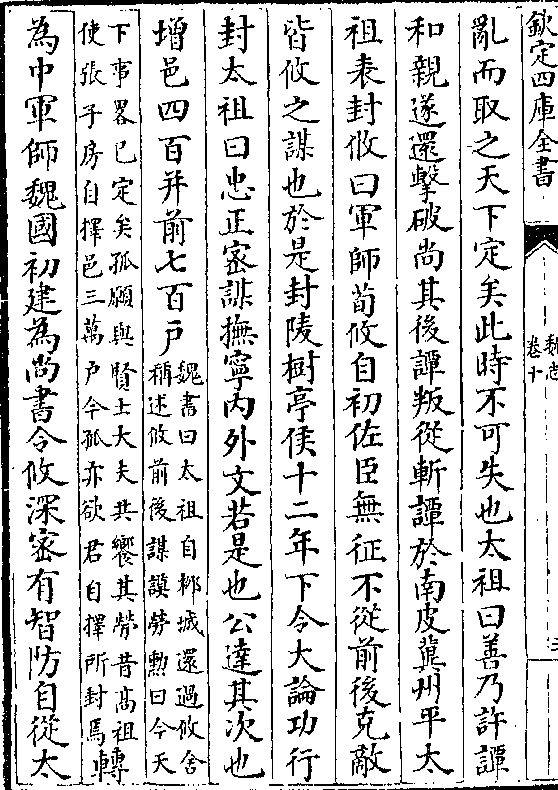 欽定四庫全書
魏志
卷十
三
亂而取之天下定矣此時不可失也太祖曰善乃許譚
和親遂還擊破尚其後譚叛從斬譚於南皮冀州平太
祖表封攸曰軍師荀攸自初佐臣無征不從前後克敵
皆攸之謀也於是封陵樹亭侯十二年下令大論功行
封太祖曰忠正密謀撫寧內外文若是也公達其次也
增邑四百并前七百戶魏書曰太祖自柳城還過攸舍
稱述攸前後謀謨勞勲曰今天
下事畧已定矣孤願與賢士大夫共饗其勞昔髙祖
使張子房自擇邑三萬户今孤亦欲君自擇所封焉轉
為中軍師魏國初建為尚書令攸深密有智防自從太